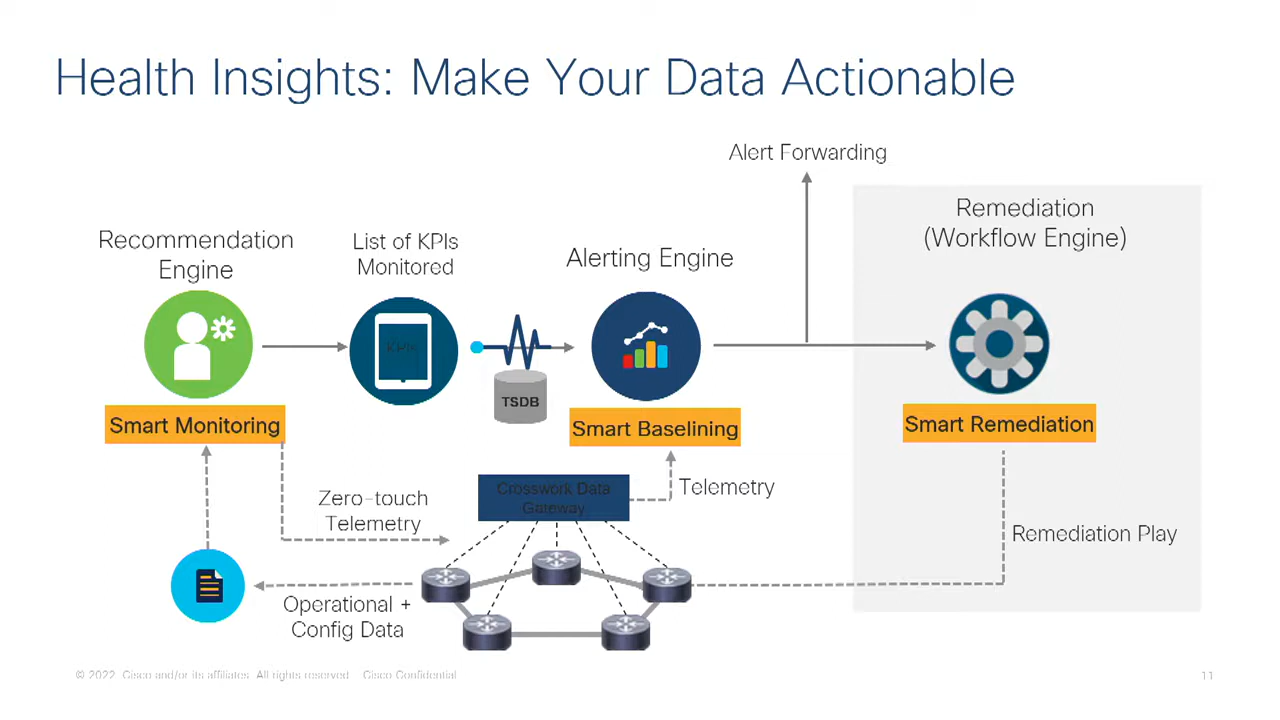 Health Insights: Make Your Data Actionable
Alert Forwarding
Remediation
(Workflow Engine)
Recommendation
Engine
List of KPIs
Monitored
Alerting Engine
KPIs
TSDB
Smart Monitoring
Smart Baselining
Smart Remediation
Crosswork Data
Gateway
Telemetry
Zero-touch
Telemetry
Remediation Play
Operational +
Config Data
© 2022 Cisco and/or its affiliates. All rights reserved. Cisco Confidential
11